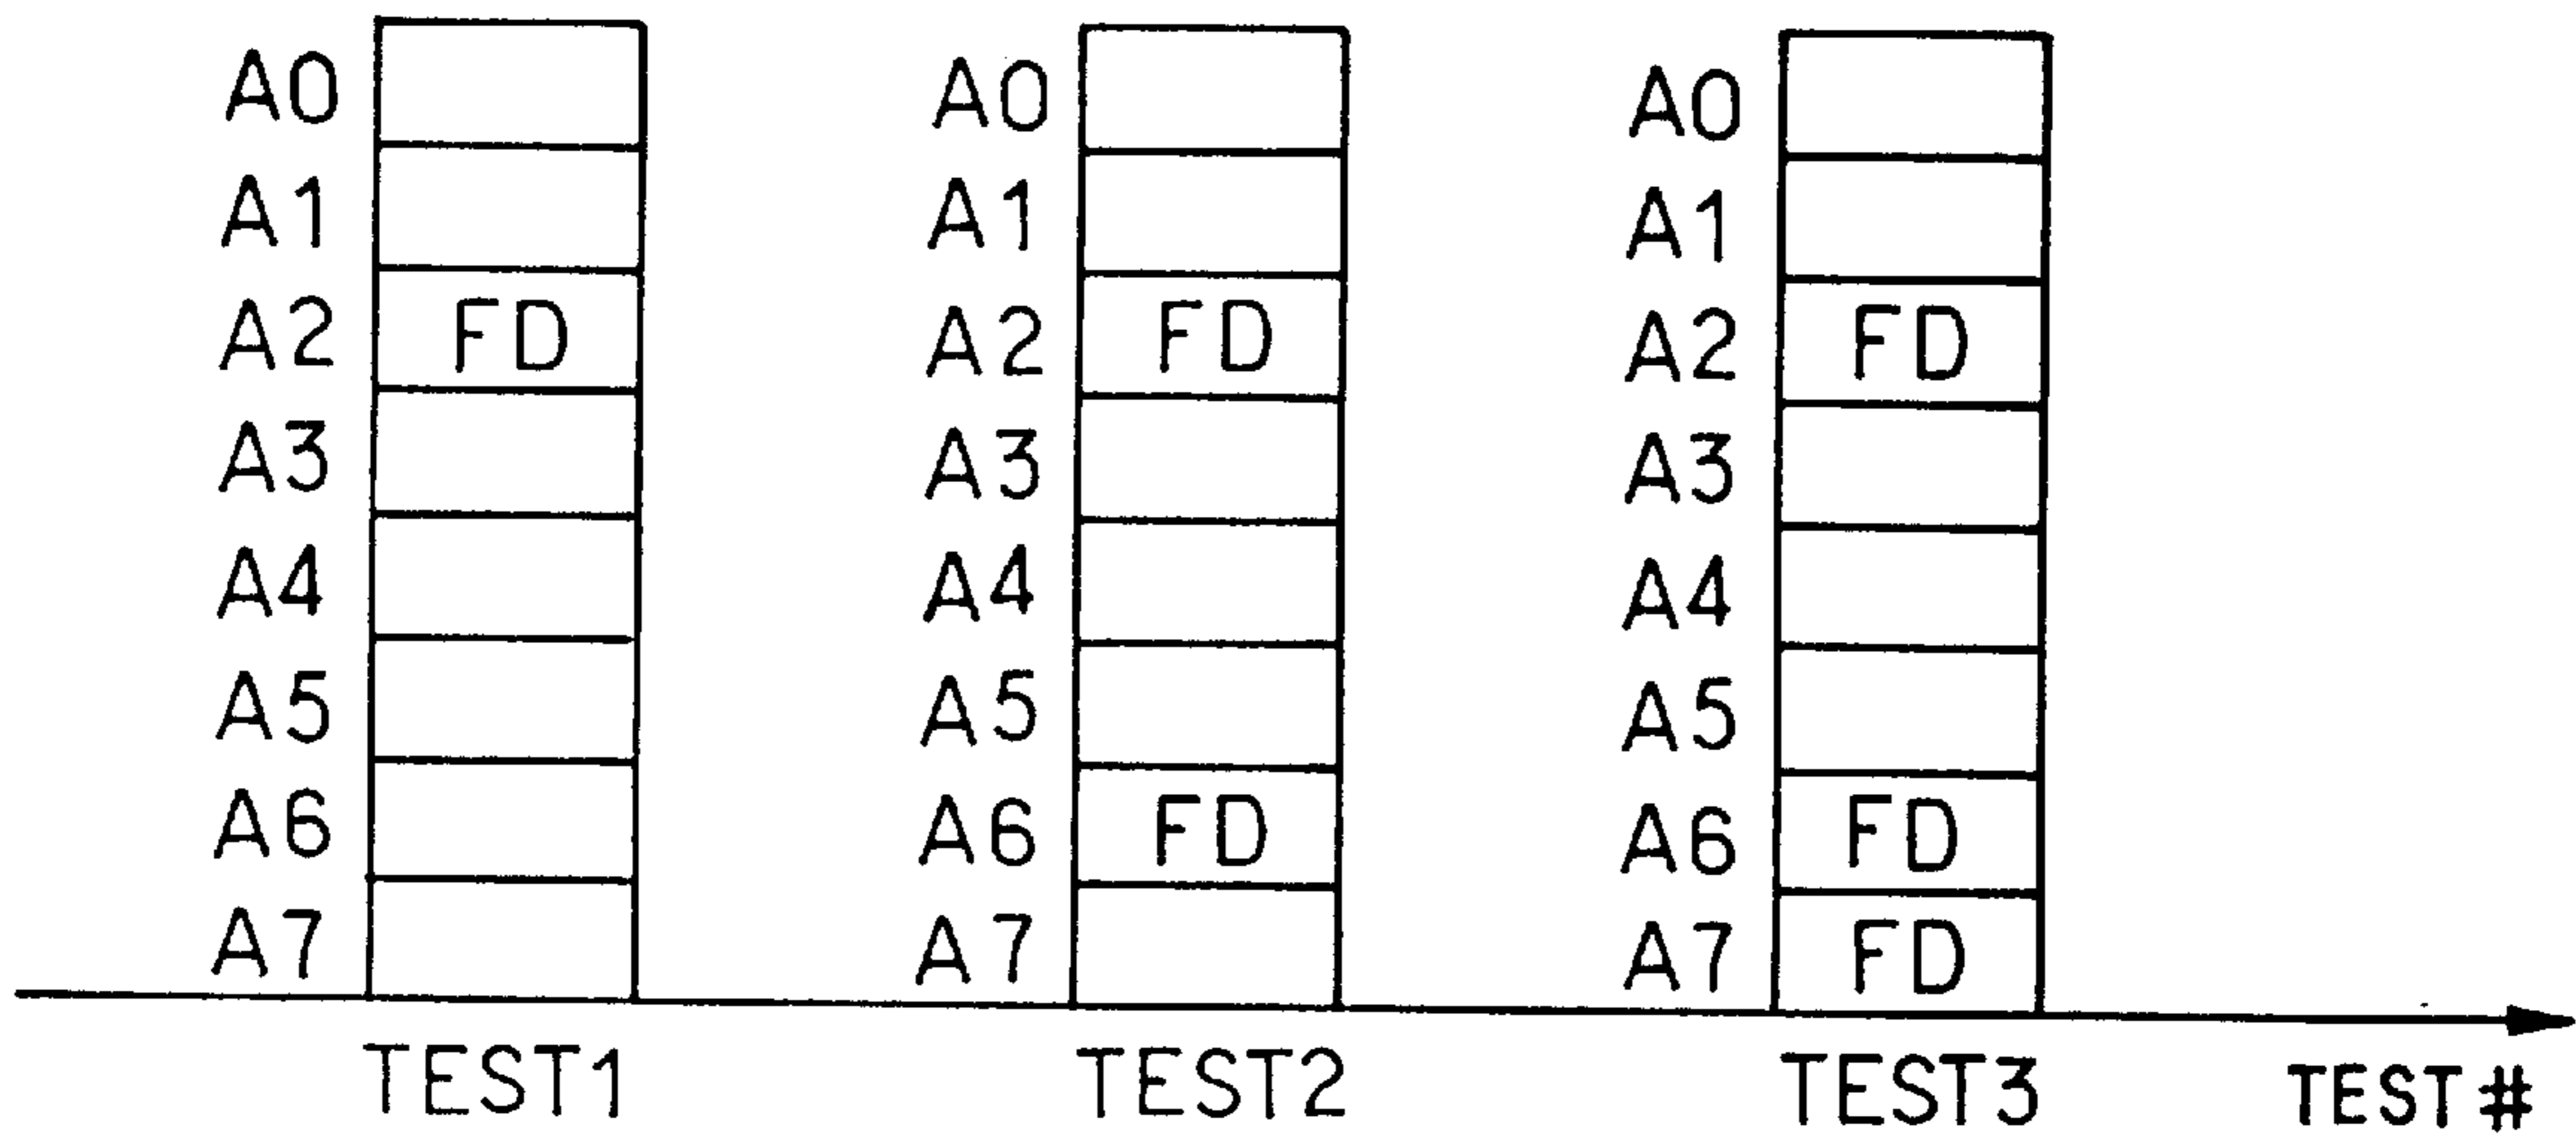 A0 A0 A0
A1 A1 A1
A2 FD A2 FD A2 FD
A3 A3 A3
A4 A4 A4
A5 A5 A5
A6 A6 FD A6 FD
A7 A7 A7 FD
TEST1 TEST2 TEST3 TEST#